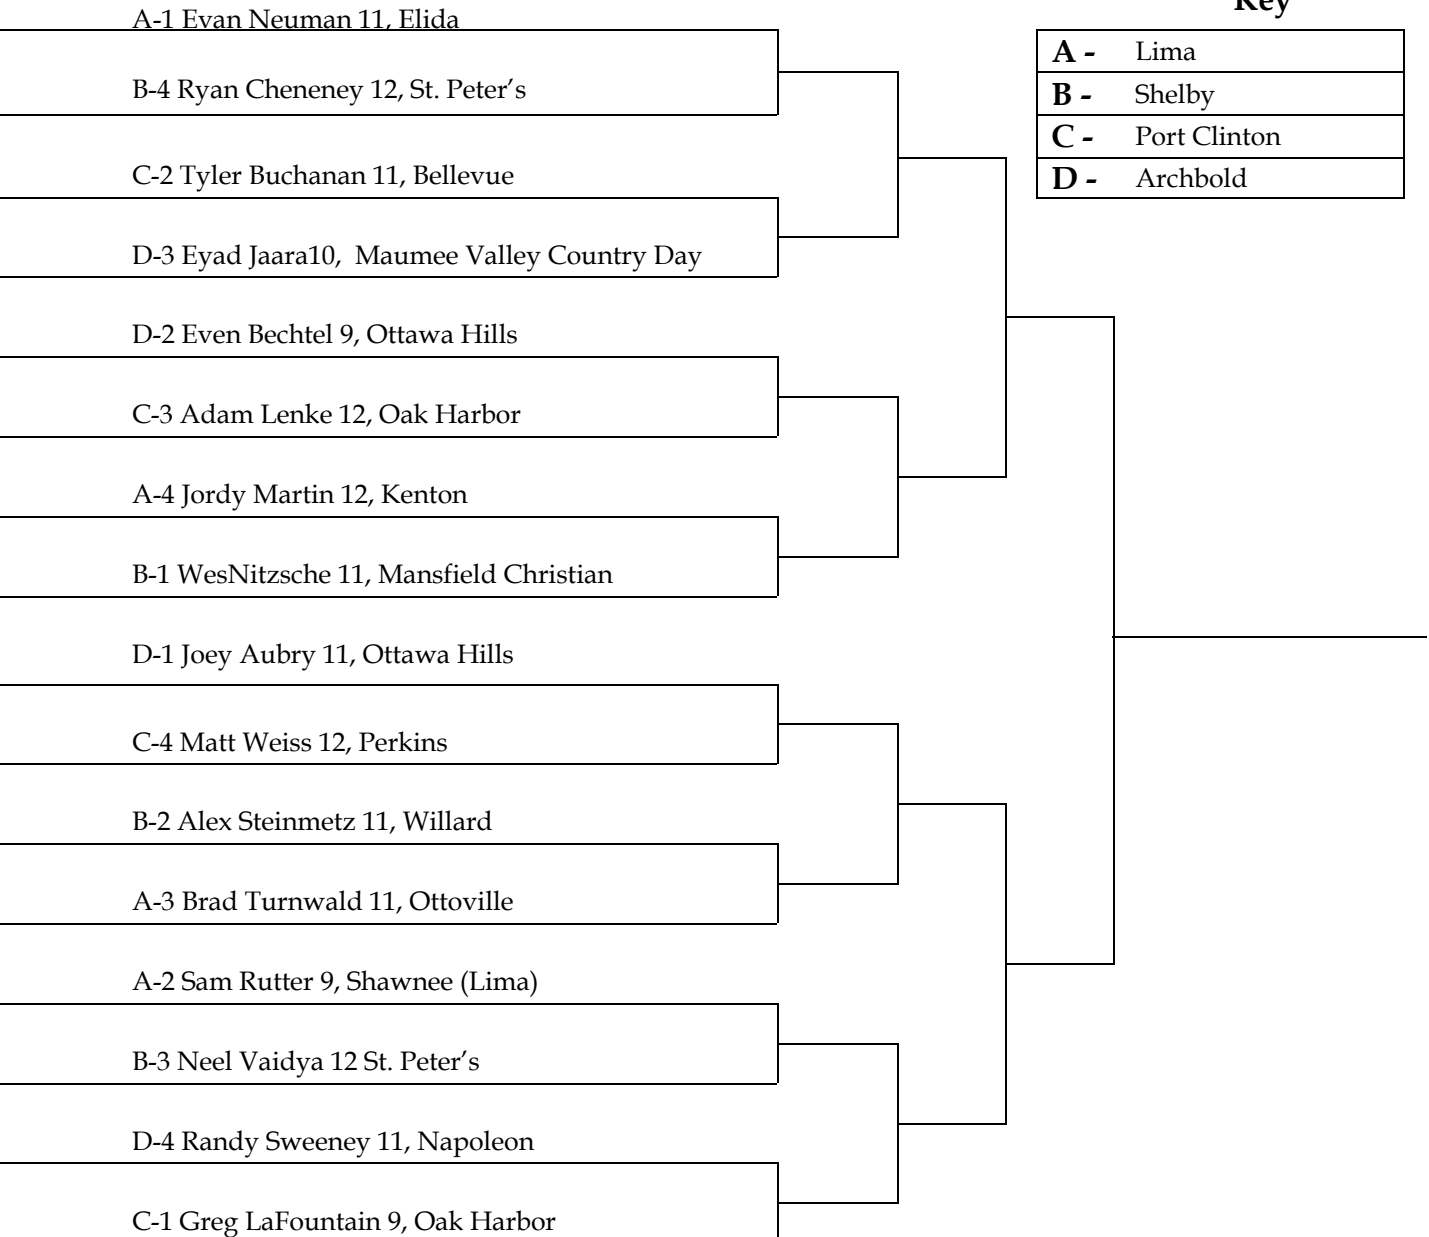 A-1 Evan Neuman 11, Elida
B-4 Ryan Cheneney 12, St. Peter’s
C-2 Tyler Buchanan 11, Bellevue
D-3 Eyad Jaara10,  Maumee Valley Country Day
D-2 Even Bechtel 9, Ottawa Hills
C-3 Adam Lenke 12, Oak Harbor
A-4 Jordy Martin 12, Kenton
B-1 WesNitzsche 11, Mansfield Christian
D-1 Joey Aubry 11, Ottawa Hills
C-4 Matt Weiss 12, Perkins
B-2 Alex Steinmetz 11, Willard
A-3 Brad Turnwald 11, Ottoville
A-2 Sam Rutter 9, Shawnee (Lima)
B-3 Neel Vaidya 12 St. Peter’s
D-4 Randy Sweeney 11, Napoleon
C-1 Greg LaFountain 9, Oak Harbor
Key
A - Lima
B - Shelby
C - Port Clinton
D - Archbold